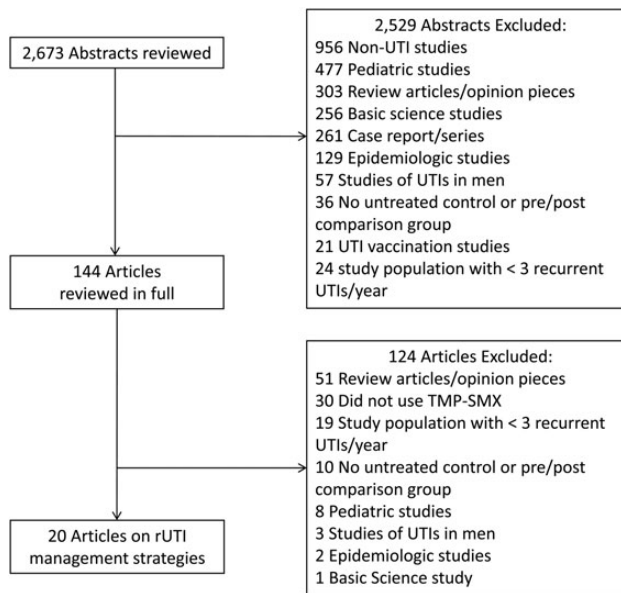 2,673 Abstracts reviewed
2,529 Abstracts Excluded:
956 Non-UTI studies
477 Pediatric studies
303 Review articles/opinion pieces
256 Basic science studies
261 Case report/series
129 Epidemiologic studies
57 Studies of UTIs in men
36 No untreated control or pre/post
comparison group
21 UTI vaccination studies
24 study population with < 3 recurrent
UTIs/year
144 Articles
reviewed in full
124 Articles Excluded:
51 Review articles/opinion pieces
30 Did not use TMP-SMX
19 Study population with < 3 recurrent
UTIs/year
10 No untreated control or pre/post
comparison group
8 Pediatric studies
3 Studies of UTIs in men
2 Epidemiologic studies
1 Basic Science study
20 Articles on rUTI
management strategies